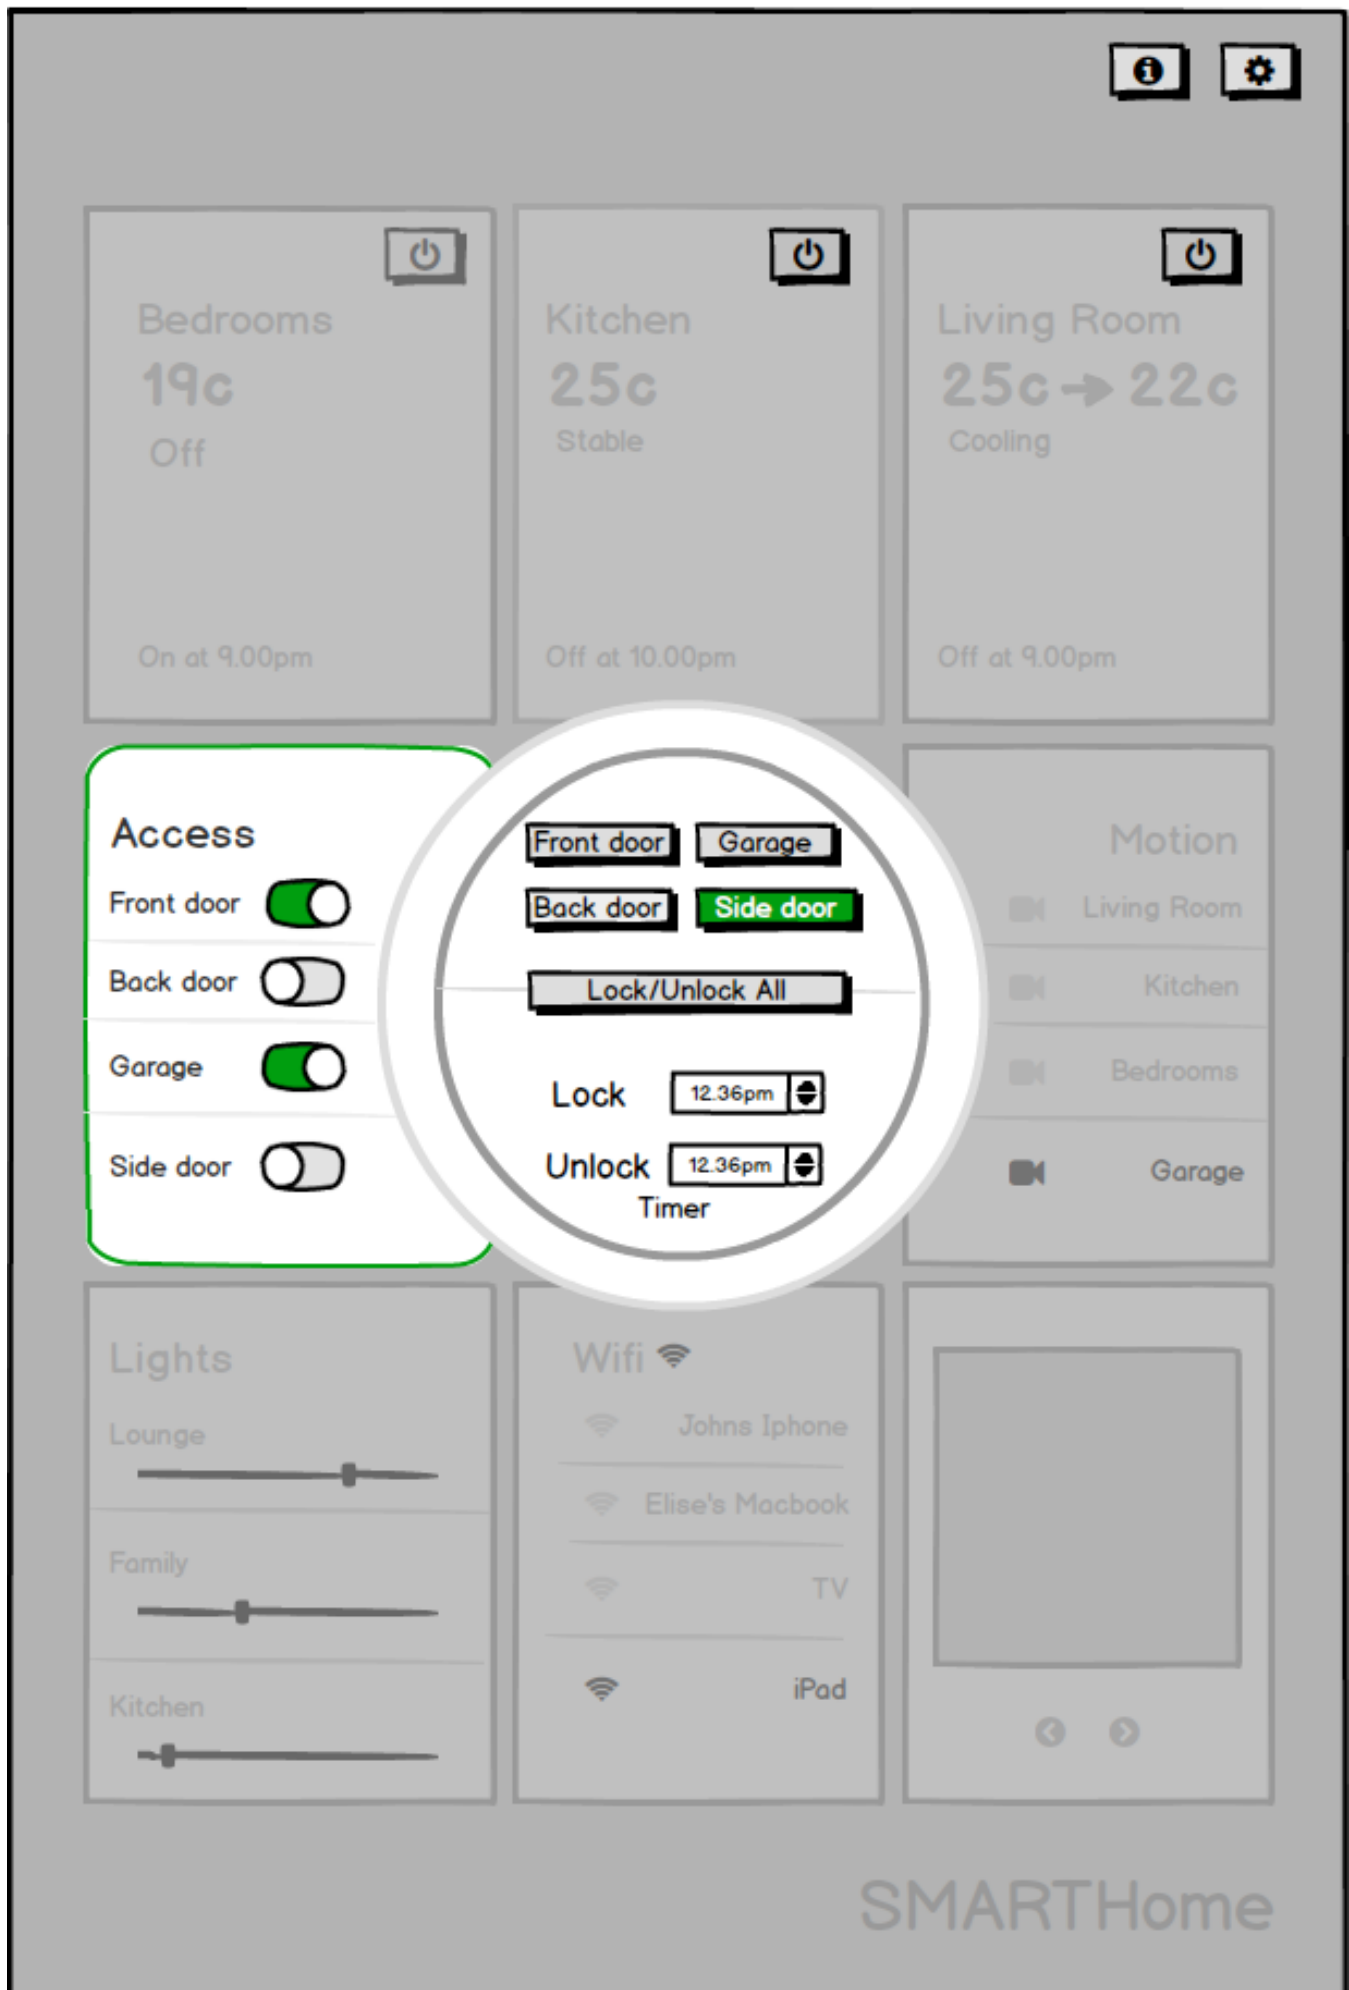 Bedrooms
19c
Off
On at 9.00pm
Kitchen
25c
Stable
Off at 10.00pm
Living Room
25c 22c
Cooling
Off at 9.00pm
Access
Front door
Back door
Garage
Side door
Front door Garage
Back door Side door
Lock/Unlock All
Lock 12.36pm
Unlock 12.36pm
Timer
Motion
Living Room
Kitchen
Bedrooms
Garage
Lights
Lounge
Family
Kitchen
Wifi
Johns Iphone
Elise's Macbook
TV
iPad
SMARTHome